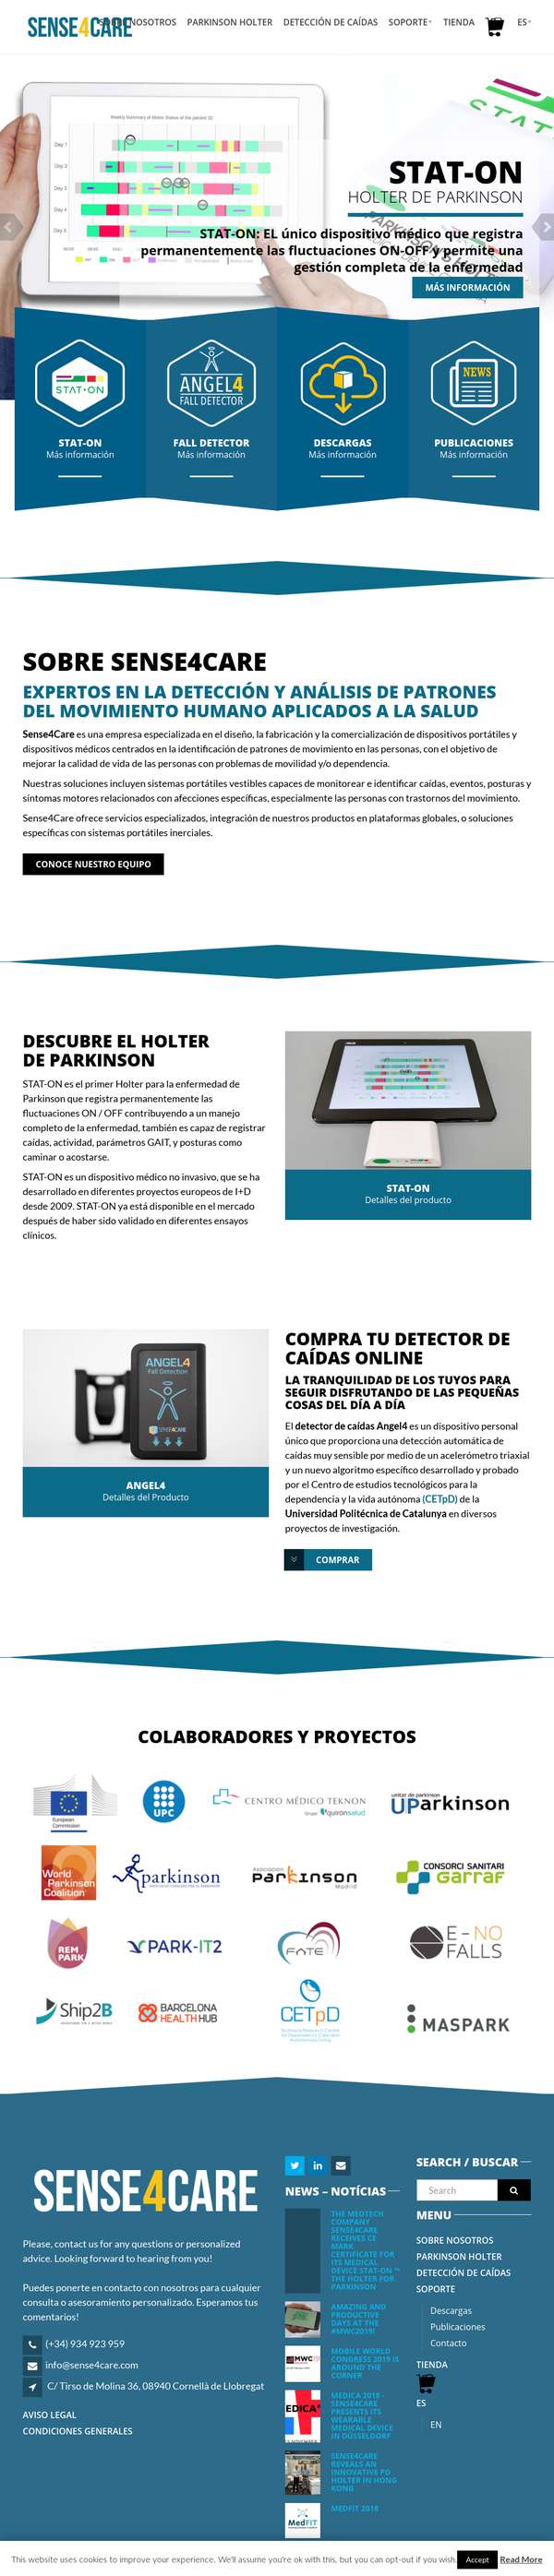 SENSE4CARE
NOSOTROS
PARKINSON HOLTER
DETECCIÓN DE CAÍDAS
SOPORTE
TIENDA
ES
Weekly Summary of Motor Status of the patient 02
Day 1
Day 2
Day 3
Day 4
Day 5
STAT-ON
HOLTER DE PARKINSON
STAT-ON: EL único dispositivo médico que registra
permanentemente las fluctuaciones ON-OFF y permite una
gestión completa de la enfermedad
MÁS INFORMACIÓN
STAT-ON
ANGEL4
FALL DETECTOR
NEWS
STAT-ON
Más información
FALL DETECTOR
Más información
DESCARGAS
Más información
PUBLICACIONES
Más información
SOBRE SENSE4CARE
EXPERTOS EN LA DETECCIÓN Y ANÁLISIS DE PATRONES
DEL MOVIMIENTO HUMANO APLICADOS A LA SALUD
Sense4Care es una empresa especializada en el diseño, la fabricación y la comercialización de dispositivos portátiles y
dispositivos médicos centrados en la identificación de patrones de movimiento en las personas, con el objetivo de
mejorar la calidad de vida de las personas con problemas de movilidad y/o dependencia.
Nuestras soluciones incluyen sistemas portátiles vestibles capaces de monitorear e identificar caídas, eventos, posturas y
síntomas motores relacionados con afecciones específicas, especialmente las personas con trastornos del movimiento.
Sense4Care ofrece servicios especializados, integración de nuestros productos en plataformas globales, o soluciones
específicas con sistemas portátiles inerciales.
CONOCE NUESTRO EQUIPO
DESCUBRE EL HOLTER
DE PARKINSON
STAT-ON es el primer Holter para la enfermedad de
Parkinson que registra permanentemente las
fluctuaciones ON / OFF contribuyendo a un manejo
completo de la enfermedad, también es capaz de registrar
caídas, actividad, parámetros GAIT, y posturas como
caminar o acostarse.
STAT-ON es un dispositivo médico no invasivo, que se ha
desarrollado en diferentes proyectos europeos de I+D
desde 2009. STAT-ON ya está disponible en el mercado
después de haber sido validado en diferentes ensayos
clínicos.
STAT-ON
Detalles del producto
ANGEL4
Fall Detection
SENSE4CARE
ANGEL4
Detalles del Producto
COMPRA TU DETECTOR DE
CAÍDAS ONLINE
LA TRANQUILIDAD DE LOS TUYOS PARA
SEGUIR DISFRUTANDO DE LAS PEQUEÑAS
COSAS DEL DÍA A DÍA
El detector de caídas Angel4 es un dispositivo personal
único que proporciona una detección automática de
caídas muy sensible por medio de un acelerómetro triaxial
y un nuevo algoritmo específico desarrollado y probado
por el Centro de estudios tecnológicos para la
dependencia y la vida autónoma (CETpD) de la
Universidad Politécnica de Catalunya en diversos
proyectos de investigación.
COMPRAR
COLABORADORES Y PROYECTOS
European
Commission
UPC
CENTRO MÉDICO TEKNON
Grupo quirónsalud
unitat de parkinson
UParkinson
World
Parkinson
Coalition
parkinson
Asociación
parkinson
Madrid
CONSORCI SANITARI
Garraf
REM
PARK
PARK-IT2
FATE
E-NO
FALLS
Ship2B
BARCELONA
HEALTH HUB
CETpD
MASPARK
SENSE4CARE
Please, contact us for any questions or personalized
advice. Looking forward to hearing from you!
Puedes ponerte en contacto con nosotros para cualquier
consulta o asesoramiento personalizado. Esperamos tus
comentarios!
(+34) 934 923 959
info@sense4care.com
C/ Tirso de Molina 36, 08940 Cornellà de Llobregat
AVISO LEGAL
CONDICIONES GENERALES
NEWS – NOTÍCIAS
THE MEDTECH
COMPANY
SENSE4CARE
RECEIVES CE
MARK
CERTIFICATE FOR
ITS MEDICAL
DEVICE STAT-ON ™
THE HOLTER FOR
PARKINSON
AMAZING AND
PRODUCTIVE
DAYS AT THE
#MWC2019!
MWC19
MOBILE WORLD
CONGRESS 2019 IS
AROUND THE
CORNER
EDICA
MEDICA 2018 -
SENSE4CARE
PRESENTS ITS
WEARABLE
MEDICAL DEVICE
IN DÜSSELDORF
SENSE4CARE
REVEALS AN
INNOVATIVE PD
HOLTER IN HONG
KONG
MedFIT
MEDFIT 2018
SEARCH / BUSCAR
Search
MENU
SOBRE NOSOTROS
PARKINSON HOLTER
DETECCIÓN DE CAÍDAS
SOPORTE
Descargas
Publicaciones
Contacto
TIENDA
ES
EN
This website uses cookies to improve your experience. We'll assume you're ok with this, but you can opt-out if you wish.
Accept
Read More